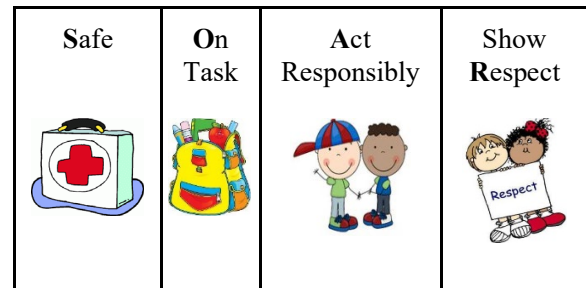 Safe
On
Task
Act
Responsibly
Show
Respect
Respect